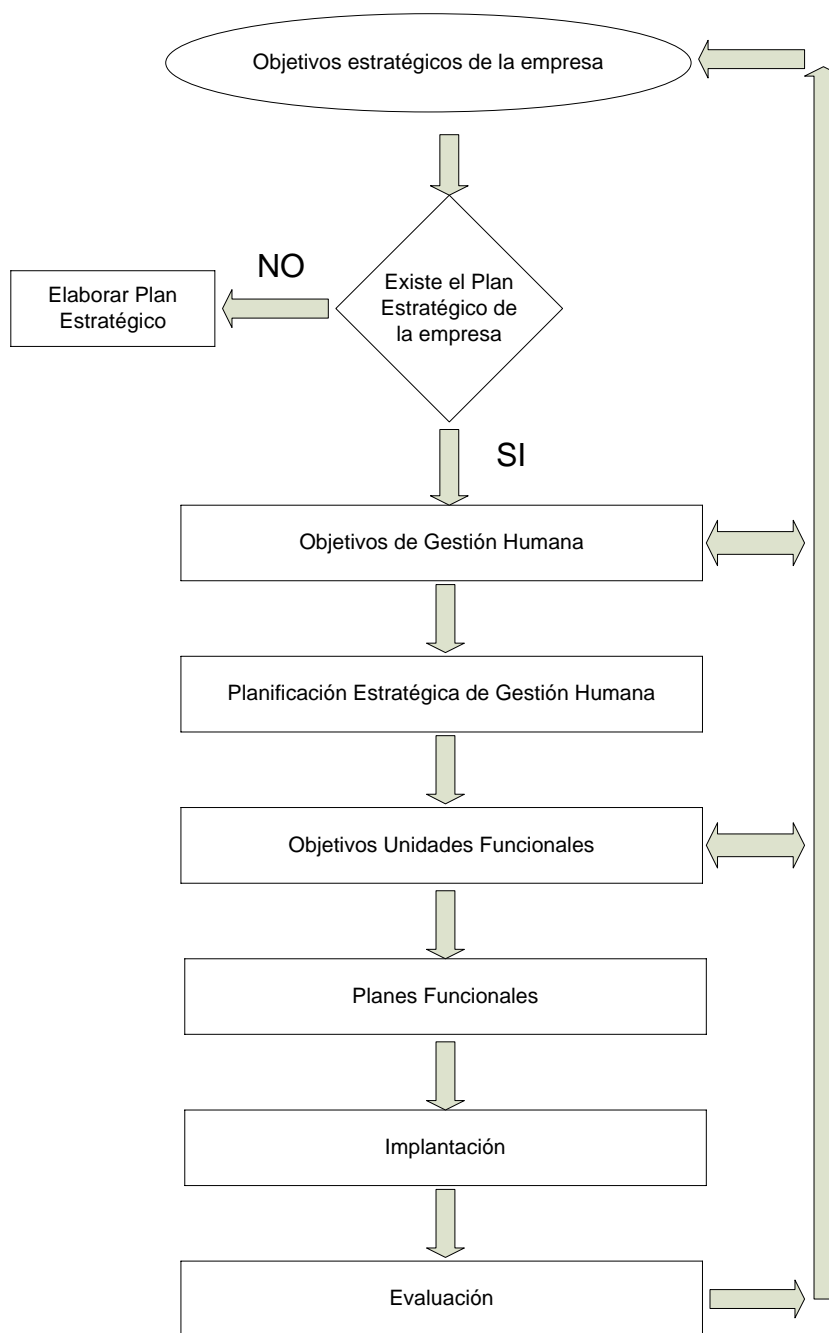 Objetivos estratégicos de la empresa
NO
Existe el Plan
Estratégico de
la empresa
Elaborar Plan
Estratégico
SI
Objetivos de Gestión Humana
Planificación Estratégica de Gestión Humana
Objetivos Unidades Funcionales
Planes Funcionales
Implantación
Evaluación